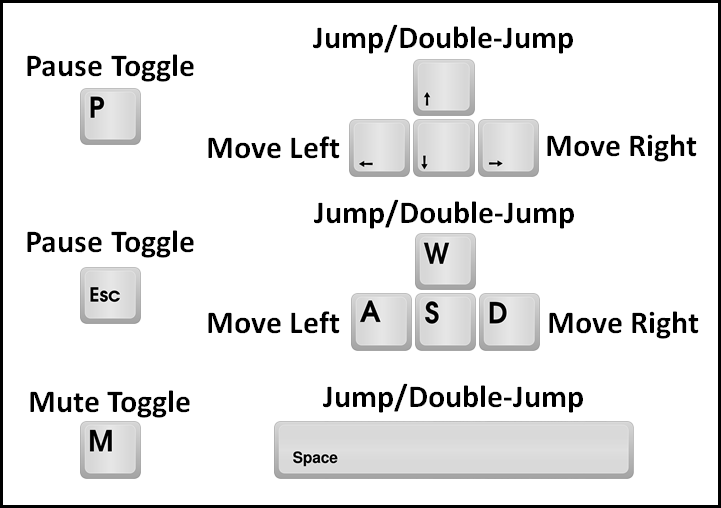 Jump/Double-Jump
Pause Toggle
P
↑
Move Left ← ↓ → Move Right
Jump/Double-Jump
Pause Toggle
W
Esc
Move Left A S D Move Right
Mute Toggle
Jump/Double-Jump
M
Space